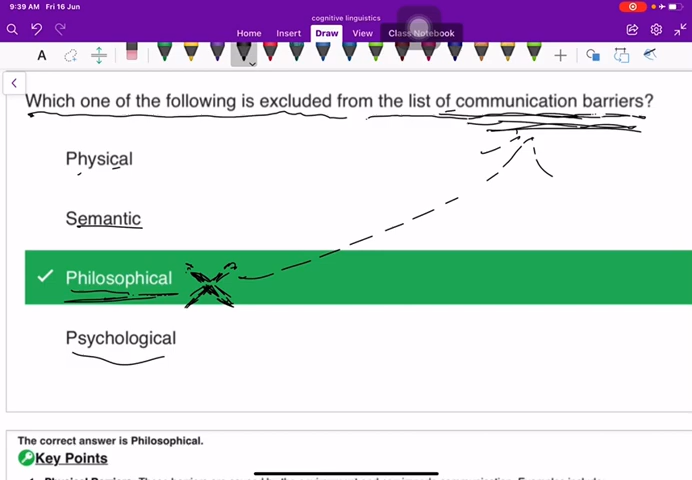 9:39 AM Fri 16 Jun
cognitive linguistics
Home Insert Draw View Class Notebook
A
Which one of the following is excluded from the list of communication barriers?
Physical
Semantic
Philosophical
Psychological
The correct answer is Philosophical.
Key Points